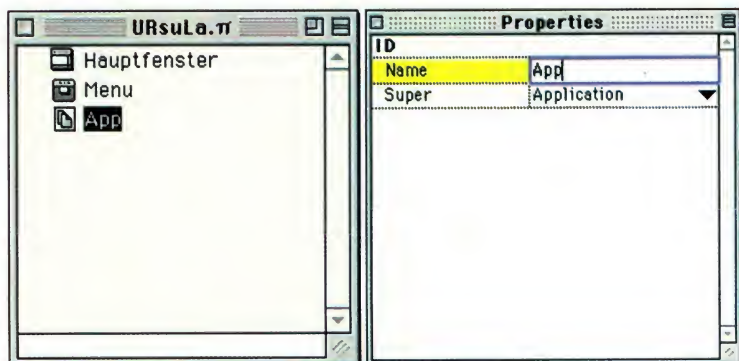 URsuLa.π
Hauptfenster
Menu
App
Properties
ID
Name App
Super Application